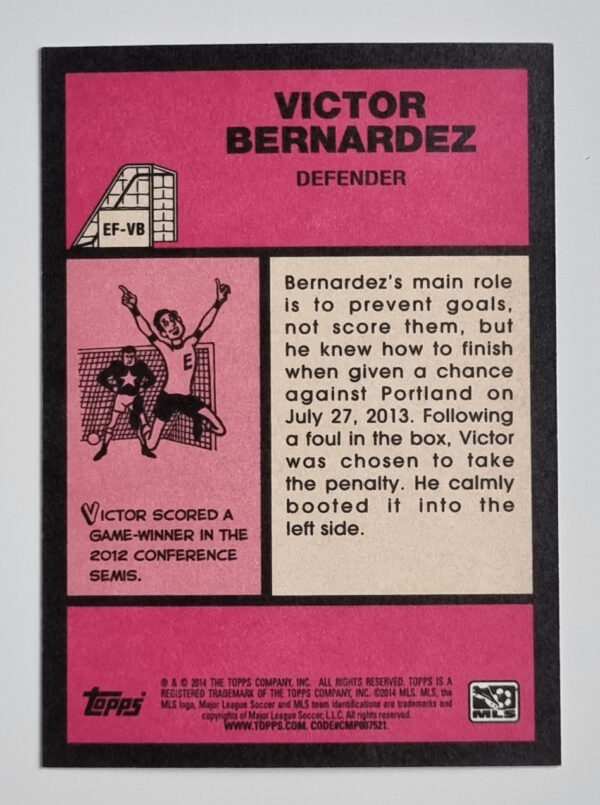 VICTOR
BERNARDEZ
DEFENDER
EF-VB
Bernardez's main role
is to prevent goals,
not score them, but
he knew how to finish
when given a chance
against Portland on
July 27, 2013. Following
a foul in the box, Victor
was chosen to take
the penalty. He calmly
booted it into the
left side.
E
VICTOR SCORED A
GAME-WINNER IN THE
2012 CONFERENCE
SEMIS.
Topps
® & © 2014 THE TOPPS COMPANY, INC. ALL RIGHTS RESERVED. TOPPS IS A
REGISTERED TRADEMARK OF THE TOPPS COMPANY, INC. ©2014 MLS. MLS, the
MLS logo, Major League Soccer and MLS team identifications are trademarks and
copyrights of Major League Soccer, L.L.C. All rights reserved.
WWW.TOPPS.COM. CODE#CMP007521.
MLS